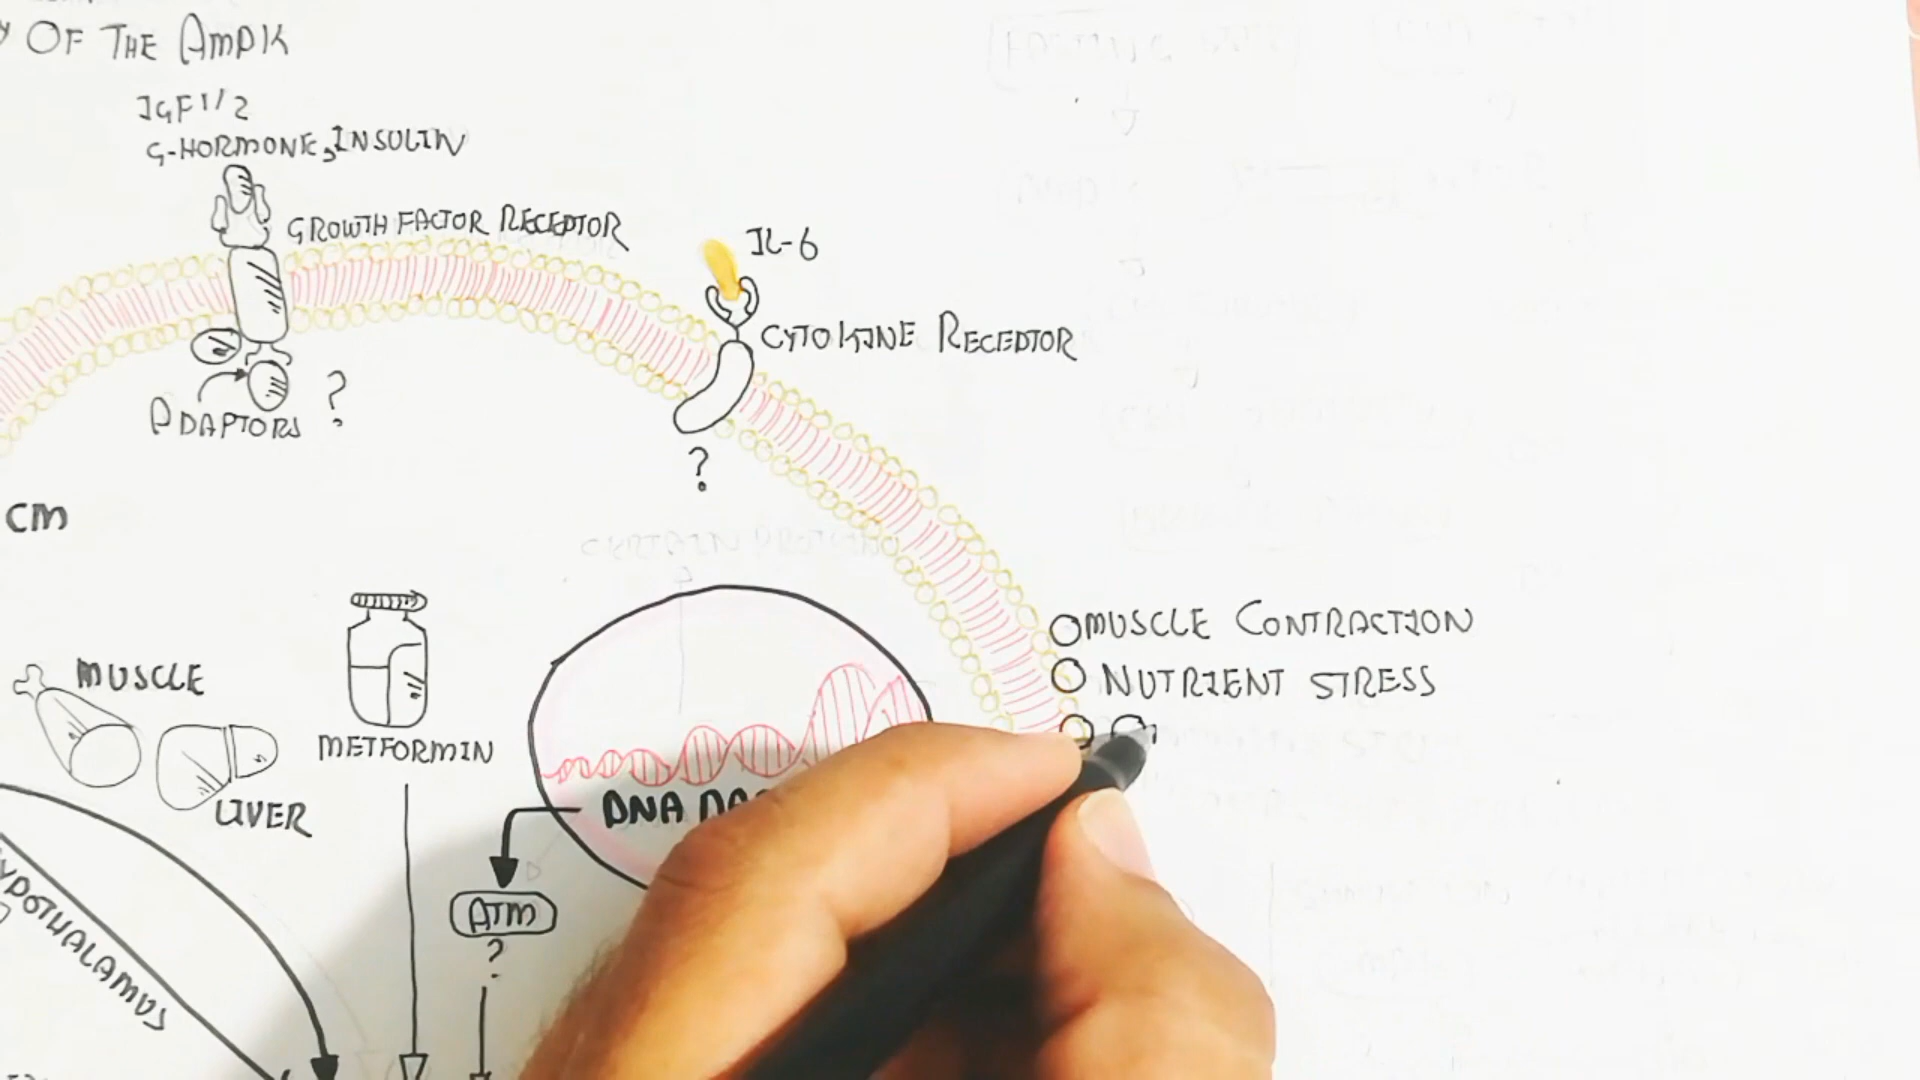 OF THE AMPK
IGF1/2
G-HORMONE, INSULIN
GROWTH FACTOR RECEPTOR
IL-6
CYTOKINE RECEPTOR
ADAPTORS ?
?
CM
MUSCLE
LIVER
METFORMIN
DNA
ATM
?
MUSCLE CONTRACTION
NUTRIENT STRESS